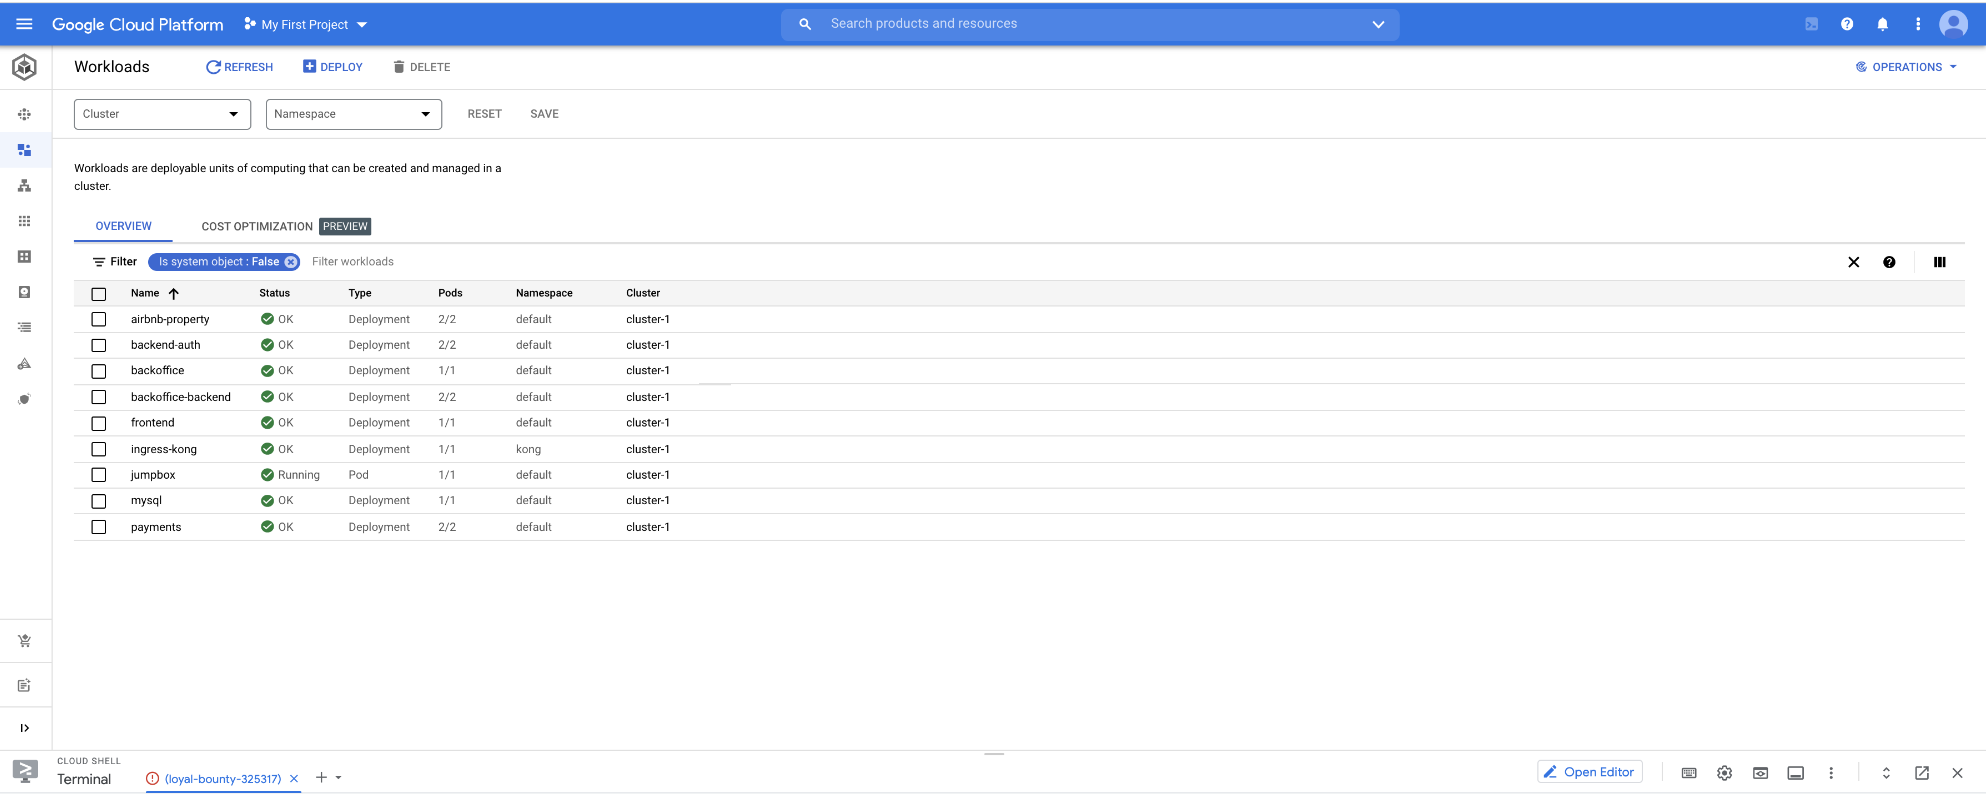 Google Cloud Platform My First Project Search products and resources
Workloads REFRESH DEPLOY DELETE OPERATIONS
Cluster Namespace RESET SAVE
Workloads are deployable units of computing that can be created and managed in a
cluster.
OVERVIEW COST OPTIMIZATION PREVIEW
Filter Is system object : False Filter workloads
Name Status Type Pods Namespace Cluster
airbnb-property OK Deployment 2/2 default cluster-1
backend-auth OK Deployment 2/2 default cluster-1
backoffice OK Deployment 1/1 default cluster-1
backoffice-backend OK Deployment 2/2 default cluster-1
frontend OK Deployment 1/1 default cluster-1
ingress-kong OK Deployment 1/1 kong cluster-1
jumpbox Running Pod 1/1 default cluster-1
mysql OK Deployment 1/1 default cluster-1
payments OK Deployment 2/2 default cluster-1
CLOUD SHELL
Terminal (loyal-bounty-325317) Open Editor